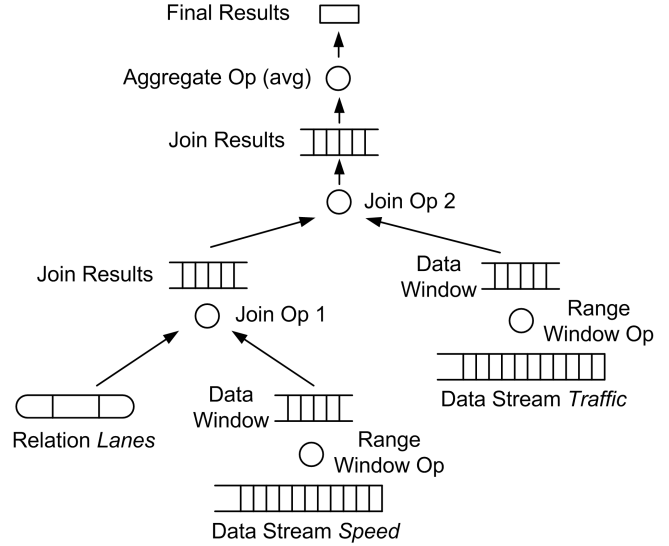 Final Results
Aggregate Op (avg)
Join Results
Join Op 2
Join Results
Data
Window
Join Op 1
Range
Window Op
Data Stream Traffic
Data
Window
Relation Lanes
Range
Window Op
Data Stream Speed